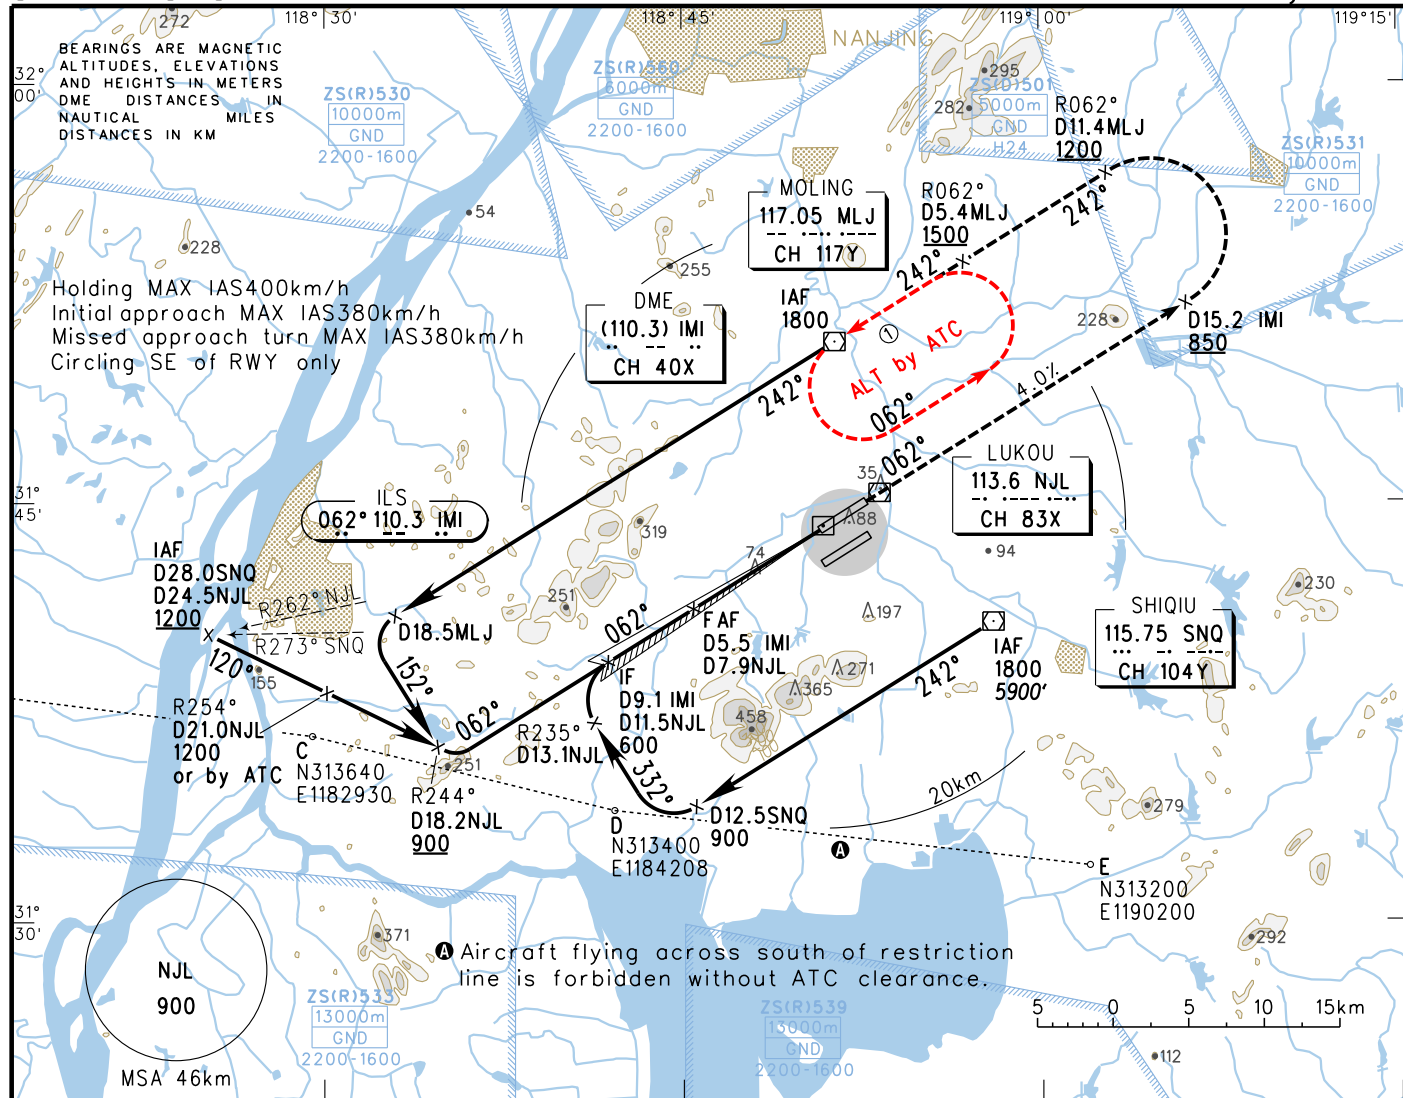 118° 30'
118° 45'
119° 00'
119° 15'
272
BEARINGS ARE MAGNETIC
ALTITUDES, ELEVATIONS
AND HEIGHTS IN METERS
DME DISTANCES IN
NAUTICAL MILES
DISTANCES IN KM
32°
00'
NANJING
ZS(R)530
10000m
GND
2200-1600
ZS(R)560
6000m
GND
2200-1600
295
282
ZS(D)501
5000m
GND
H24
R062°
D11.4MLJ
1200
ZS(R)531
10000m
GND
2200-1600
54
228
255
MOLING
117.05 MLJ
CH 117Y
R062°
D5.4MLJ
1500
242°
242°
Holding MAX IAS400km/h
Initial approach MAX IAS380km/h
Missed approach turn MAX IAS380km/h
Circling SE of RWY only
DME
(110.3) IMI
CH 40X
IAF
1800
1
ALT by ATC
062°
242°
228
D15.2 IMI
850
4.0%
062°
35
LUKOU
113.6 NJL
CH 83X
31°
45'
ILS
062° 110.3 IMI
319
88
74
94
230
251
197
IAF
D28.0SNQ
D24.5NJL
1200
R262° NJL
R273° SNQ
120°
155
D18.5MLJ
152°
062°
FAF
D5.5 IMI
D7.9NJL
IF
D9.1 IMI
D11.5NJL
600
271
365
458
242°
IAF
1800
5900'
SHIQIU
115.75 SNQ
CH 104Y
R254°
D21.0NJL
1200
or by ATC
062°
R235°
D13.1NJL
332°
C
N313640
E1182930
251
R244°
D18.2NJL
900
D
N313400
E1184208
D12.5SNQ
900
20km
279
A
E
N313200
E1190200
31°
30'
NJL
900
MSA 46km
371
A Aircraft flying across south of restriction
line is forbidden without ATC clearance.
292
ZS(R)533
13000m
GND
2200-1600
ZS(R)539
13000m
GND
2200-1600
5 0 5 10 15km
112